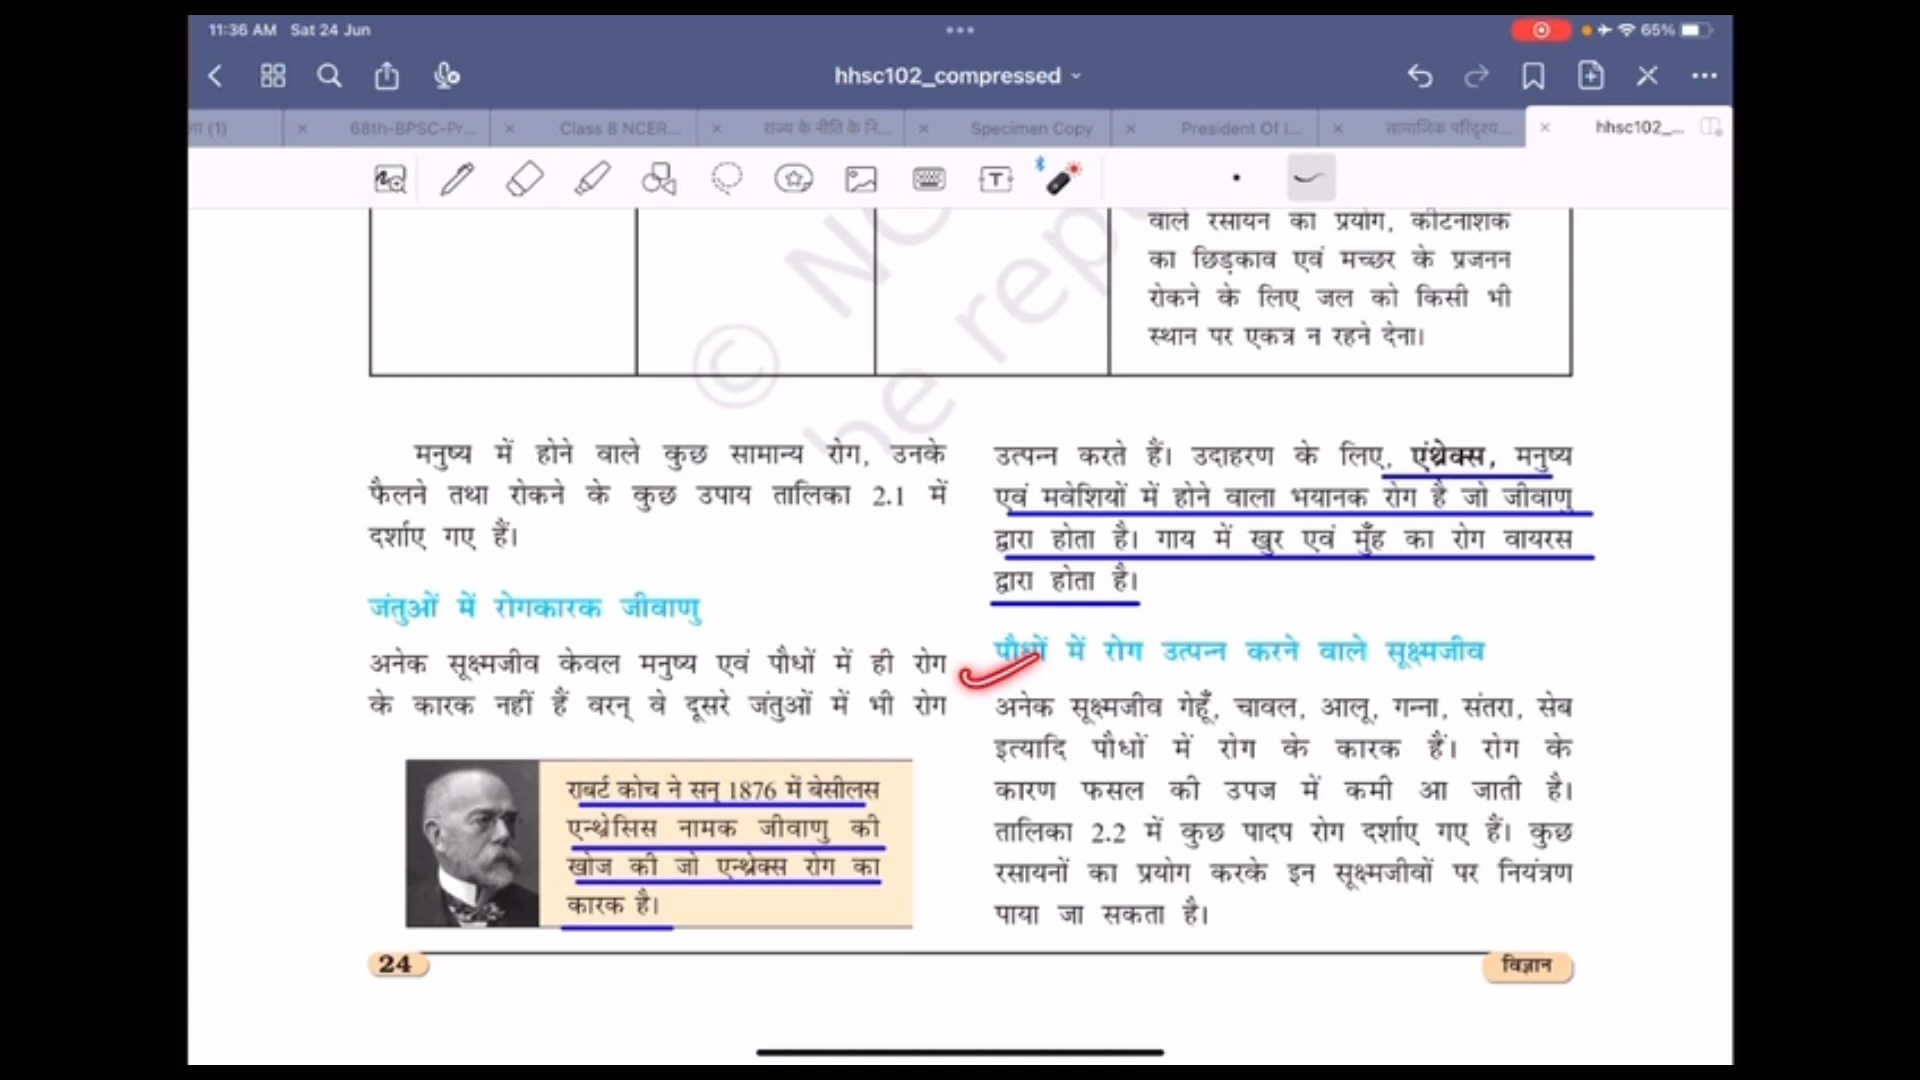 11:36 AM Sat 24 Jun
65%
hhsc102_compressed
ना (1)
68th-BPSC-Pr...
Class 8 NCER...
राज्य के नीति के नि...
Specimen Copy
President Of I...
सामाजिक परिदृश्य...
hhsc102_...
वाले रसायन का प्रयोग, कीटनाशक
का छिड़काव एवं मच्छर के प्रजनन
रोकने के लिए जल को किसी भी
स्थान पर एकत्र न रहने देना।
मनुष्य में होने वाले कुछ सामान्य रोग, उनके
फैलने तथा रोकने के कुछ उपाय तालिका 2.1 में
दर्शाए गए हैं।
जंतुओं में रोगकारक जीवाणु
अनेक सूक्ष्मजीव केवल मनुष्य एवं पौधों में ही रोग
के कारक नहीं हैं वरन् वे दूसरे जंतुओं में भी रोग
राबर्ट कोच ने सन् 1876 में बेसीलस
एन्थ्रेसिस नामक जीवाणु की
खोज की जो एन्थ्रेक्स रोग का
कारक है।
उत्पन्न करते हैं। उदाहरण के लिए, एंथ्रेक्स, मनुष्य
एवं मवेशियों में होने वाला भयानक रोग है जो जीवाणु
द्वारा होता है। गाय में खुर एवं मुँह का रोग वायरस
द्वारा होता है।
पौधों में रोग उत्पन्न करने वाले सूक्ष्मजीव
अनेक सूक्ष्मजीव गेहूँ, चावल, आलू, गन्ना, संतरा, सेब
इत्यादि पौधों में रोग के कारक हैं। रोग के
कारण फसल की उपज में कमी आ जाती है।
तालिका 2.2 में कुछ पादप रोग दर्शाए गए हैं। कुछ
रसायनों का प्रयोग करके इन सूक्ष्मजीवों पर नियंत्रण
पाया जा सकता है।
24
विज्ञान